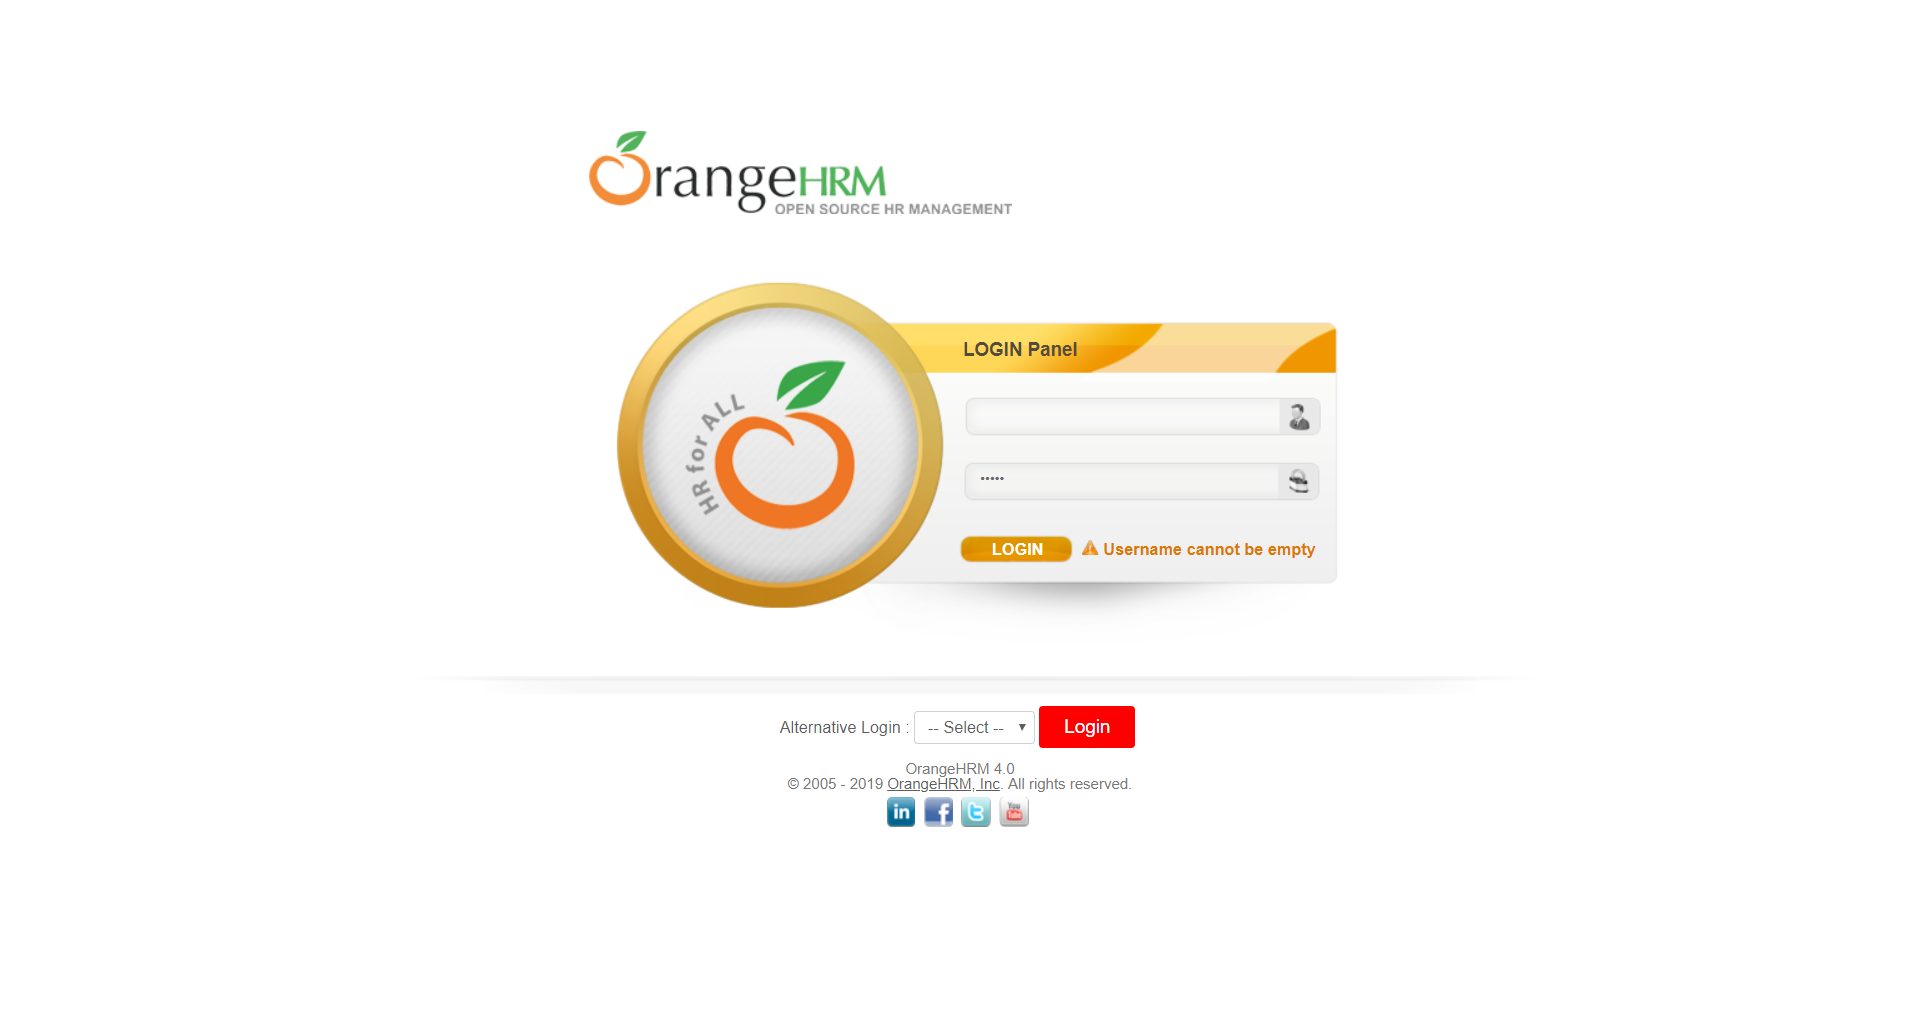 OrangeHRM
OPEN SOURCE HR MANAGEMENT
HR for ALL
LOGIN Panel
•••••
LOGIN
Username cannot be empty
Alternative Login : -- Select -- Login
OrangeHRM 4.0
© 2005 - 2019 OrangeHRM, Inc. All rights reserved.
in f t You Tube